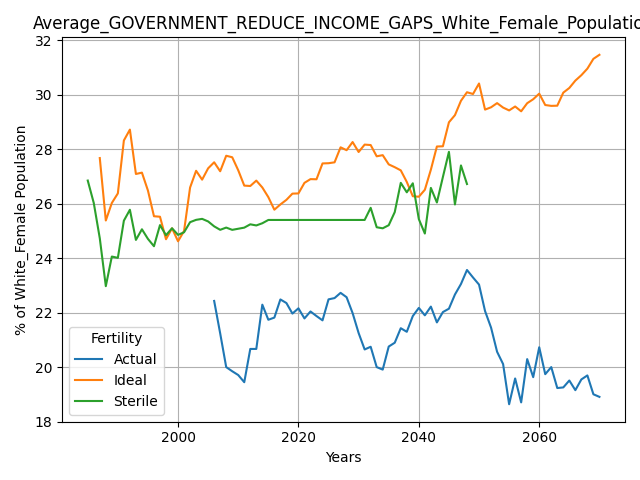 Average_GOVERNMENT_REDUCE_INCOME_GAPS_White_Female_Populatio
% of White_Female Population
32
30
28
26
24
22
20
18
Fertility
Actual
Ideal
Sterile
2000 2020 2040 2060
Years